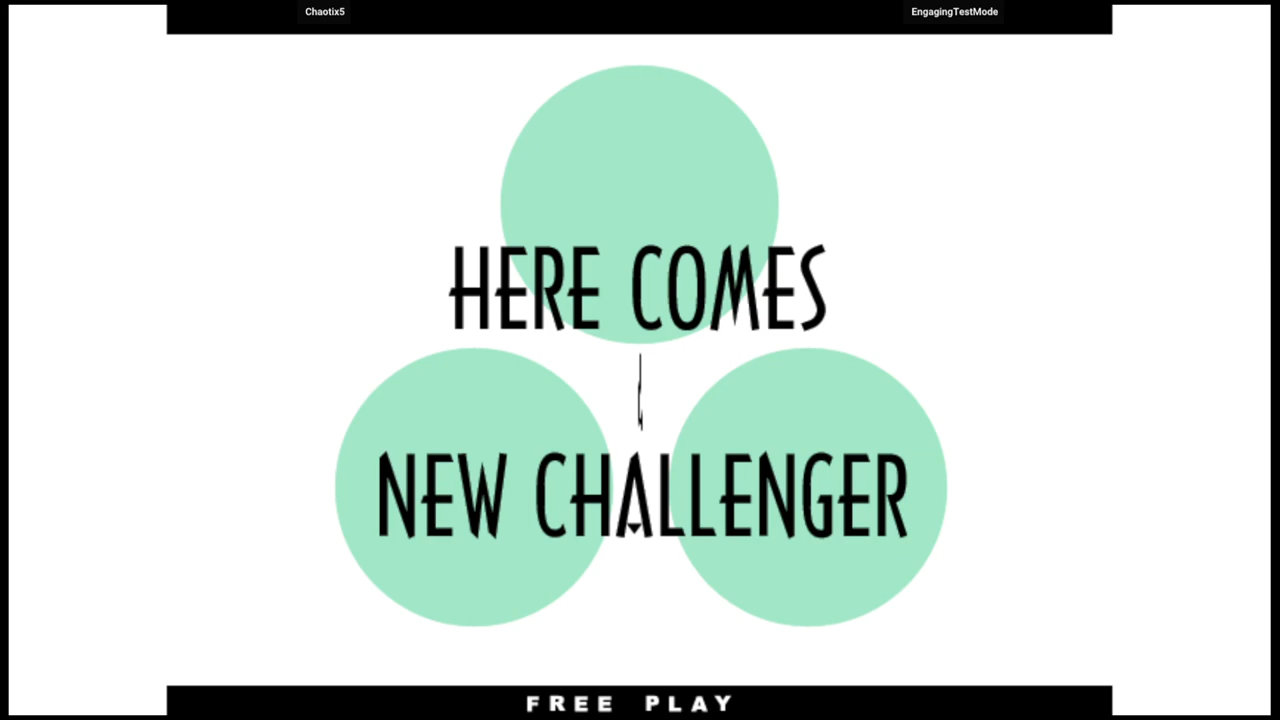 Chaotix5
EngagingTestMode
HERE COMES
NEW CHALLENGER
FREE PLAY